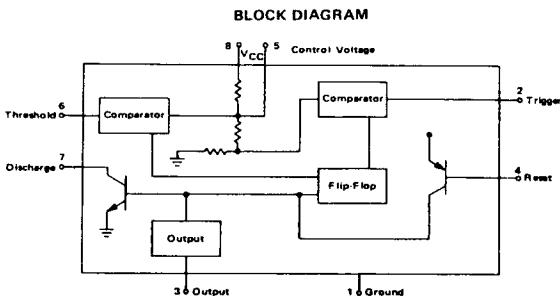 BLOCK DIAGRAM
8 VCC 5 Control Voltage
2
Trigger
6
Threshold
Comparator
Comparator
7
Discharge
Flip-Flop
4
Reset
Output
3 Output
1 Ground